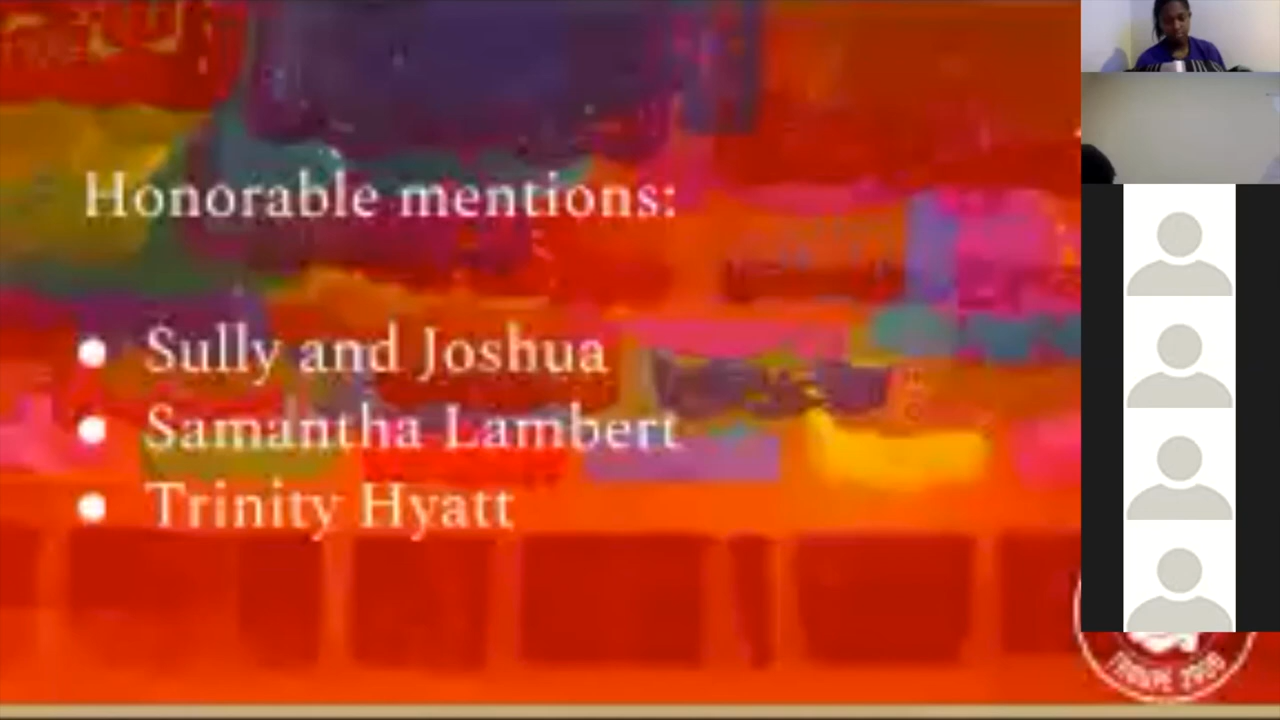 Honorable mentions:
Sully and Joshua
Samantha Lambert
Trinity Hyatt